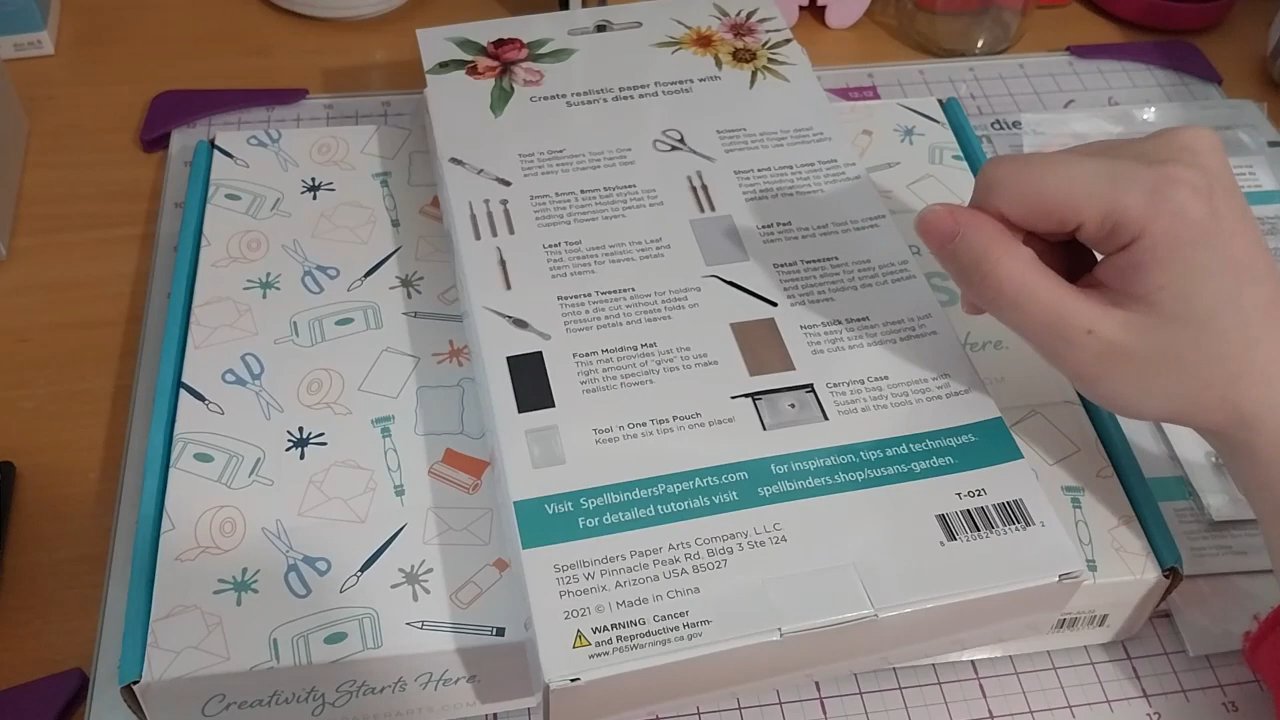 Create realistic paper flowers with
Susan's dies and tools!
Tool 'n One®
The Spellbinders Tool 'n One
barrel is easy on the hands
and easy to change out tips!
2mm, 5mm, 8mm Styluses
Use these 3 size ball stylus tips
with the Foam Molding Mat for
adding dimension to petals and
cupping flower layers.
Leaf Tool
This tool, used with the Leaf
Pad, creates realistic vein and
stem lines for leaves, petals
and stems.
Reverse Tweezers
These tweezers allow for holding
onto a die cut without added
pressure and to create folds on
flower petals and leaves.
Foam Molding Mat
This mat provides just the
right amount of "give" to use
with the specialty tips to make
realistic flowers.
Tool 'n One Tips Pouch
Keep the six tips in one place!
Scissors
Sharp tips allow for detail
cutting and finger holes are
generous to use comfortably
Short and Long Loop Tools
The two sizes are used with the
Foam Molding Mat to shape
and add striations to individual
petals of the flowers.
Leaf Pad
Use with the Leaf Tool to create
stem line and veins on leaves.
Detail Tweezers
These sharp, bent nose
tweezers allow for easy pick up
and placement of small pieces,
as well as folding die cut petals
and leaves.
Non-Stick Sheet
This easy to clean sheet is just
the right size for coloring in
die cuts and adding adhesive.
Carrying Case
The zip bag, complete with
Susan's lady bug logo, will
hold all the tools in one place!
Visit SpellbindersPaperArts.com for inspiration, tips and techniques.
For detailed tutorials visit spellbinders.shop/susans-garden.
T-021
8 12062 03149 2
Spellbinders Paper Arts Company, L.L.C
1125 W Pinnacle Peak Rd, Bldg 3 Ste 124
Phoenix, Arizona USA 85027
2021 © | Made in China
WARNING: Cancer
and Reproductive Harm-
www.P65Warnings.ca.gov
Creativity Starts Here.
die
ere.
15
16
17
12
13